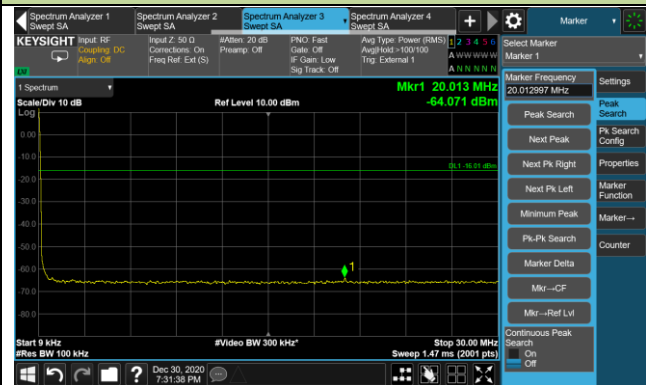 Spectrum Analyzer 1
Swept SA
Spectrum Analyzer 2
Swept SA
Spectrum Analyzer 3
Swept SA
Spectrum Analyzer 4
Swept SA
Marker
KEYSIGHT
Input: RF
Coupling: DC
Align: Off
Input Z: 50 Ω
Corrections: On
Freq Ref: Ext (S)
#Atten: 20 dB
Preamp: Off
PNO: Fast
Gate: Off
IF Gain: Low
Sig Track: Off
Avg Type: Power (RMS)
Avg|Hold:>100/100
Trig: External 1
1 2 3 4 5 6
A W W W W W
A N N N N N
LW
Select Marker
Marker 1
1 Spectrum
Scale/Div 10 dB
Log
Ref Level 10.00 dBm
Mkr1 20.013 MHz
-64.071 dBm
0.00
-10.0
-20.0
-30.0
-40.0
-50.0
-60.0
-70.0
-80.0
DL1 -16.01 dBm
1
Start 9 kHz
#Res BW 100 kHz
#Video BW 300 kHz*
Stop 30.00 MHz
Sweep 1.47 ms (2001 pts)
Marker Frequency
20.012997 MHz
Peak Search
Next Peak
Next Pk Right
Next Pk Left
Minimum Peak
Pk-Pk Search
Marker Delta
Mkr→CF
Mkr→Ref Lvl
Continuous Peak
Search
On
Off
Settings
Peak
Search
Pk Search
Config
Properties
Marker
Function
Marker→
Counter
?
Dec 30, 2020
7:31:38 PM